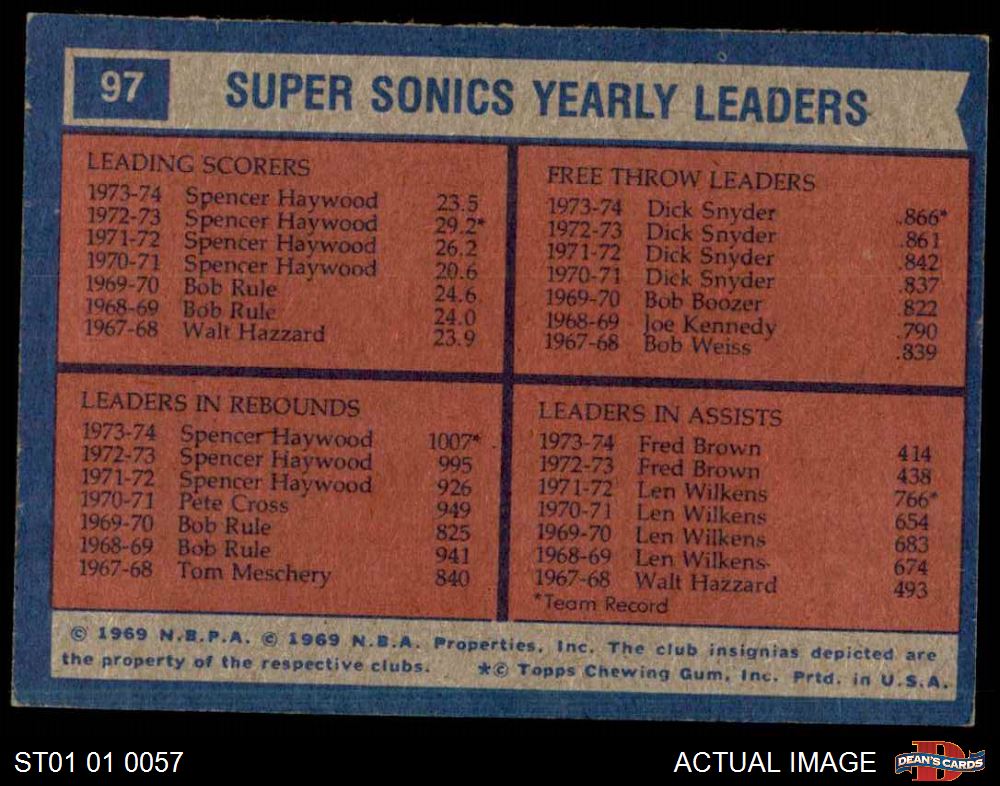 97 SUPER SONICS YEARLY LEADERS
LEADING SCORERS
1973-74 Spencer Haywood 23.5
1972-73 Spencer Haywood 29.2*
1971-72 Spencer Haywood 26.2
1970-71 Spencer Haywood 20.6
1969-70 Bob Rule 24.6
1968-69 Bob Rule 24.0
1967-68 Walt Hazzard 23.9
FREE THROW LEADERS
1973-74 Dick Snyder .866*
1972-73 Dick Snyder .861
1971-72 Dick Snyder .842
1970-71 Dick Snyder .837
1969-70 Bob Boozer .822
1968-69 Joe Kennedy .790
1967-68 Bob Weiss .839
LEADERS IN REBOUNDS
1973-74 Spencer Haywood 1007*
1972-73 Spencer Haywood 995
1971-72 Spencer Haywood 926
1970-71 Pete Cross 949
1969-70 Bob Rule 825
1968-69 Bob Rule 941
1967-68 Tom Meschery 840
LEADERS IN ASSISTS
1973-74 Fred Brown 414
1972-73 Fred Brown 438
1971-72 Len Wilkens 766*
1970-71 Len Wilkens 654
1969-70 Len Wilkens 683
1968-69 Len Wilkens 674
1967-68 Walt Hazzard 493
*Team Record
© 1969 N.B.P.A. © 1969 N.B.A. Properties, Inc. The club insignias depicted are
the property of the respective clubs. *© Topps Chewing Gum, Inc. Prtd. in U.S.A.
ST01 01 0057
ACTUAL IMAGE
D
DEAN'S CARDS